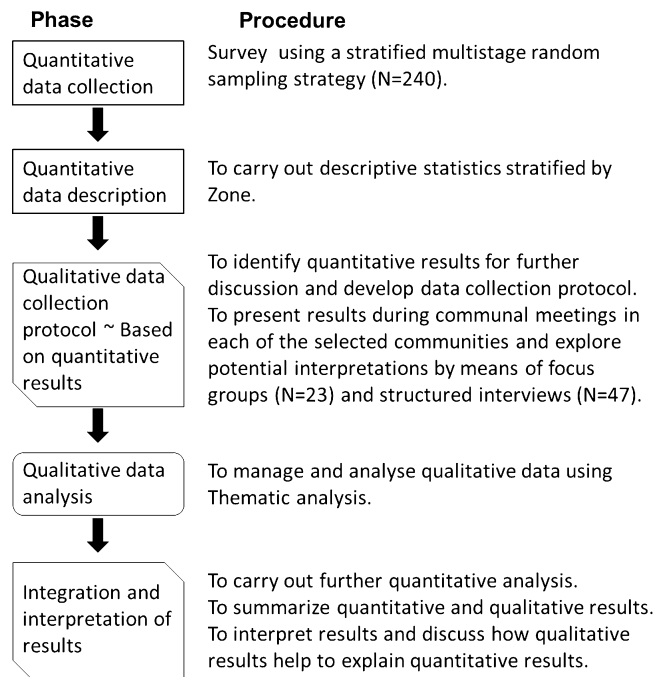 Phase
Procedure
Quantitative
data collection
Survey using a stratified multistage random
sampling strategy (N=240).
Quantitative
data description
To carry out descriptive statistics stratified by
Zone.
Qualitative data
collection
protocol ~ Based
on quantitative
results
To identify quantitative results for further
discussion and develop data collection protocol.
To present results during communal meetings in
each of the selected communities and explore
potential interpretations by means of focus
groups (N=23) and structured interviews (N=47).
Qualitative data
analysis
To manage and analyse qualitative data using
Thematic analysis.
Integration and
interpretation of
results
To carry out further quantitative analysis.
To summarize quantitative and qualitative results.
To interpret results and discuss how qualitative
results help to explain quantitative results.